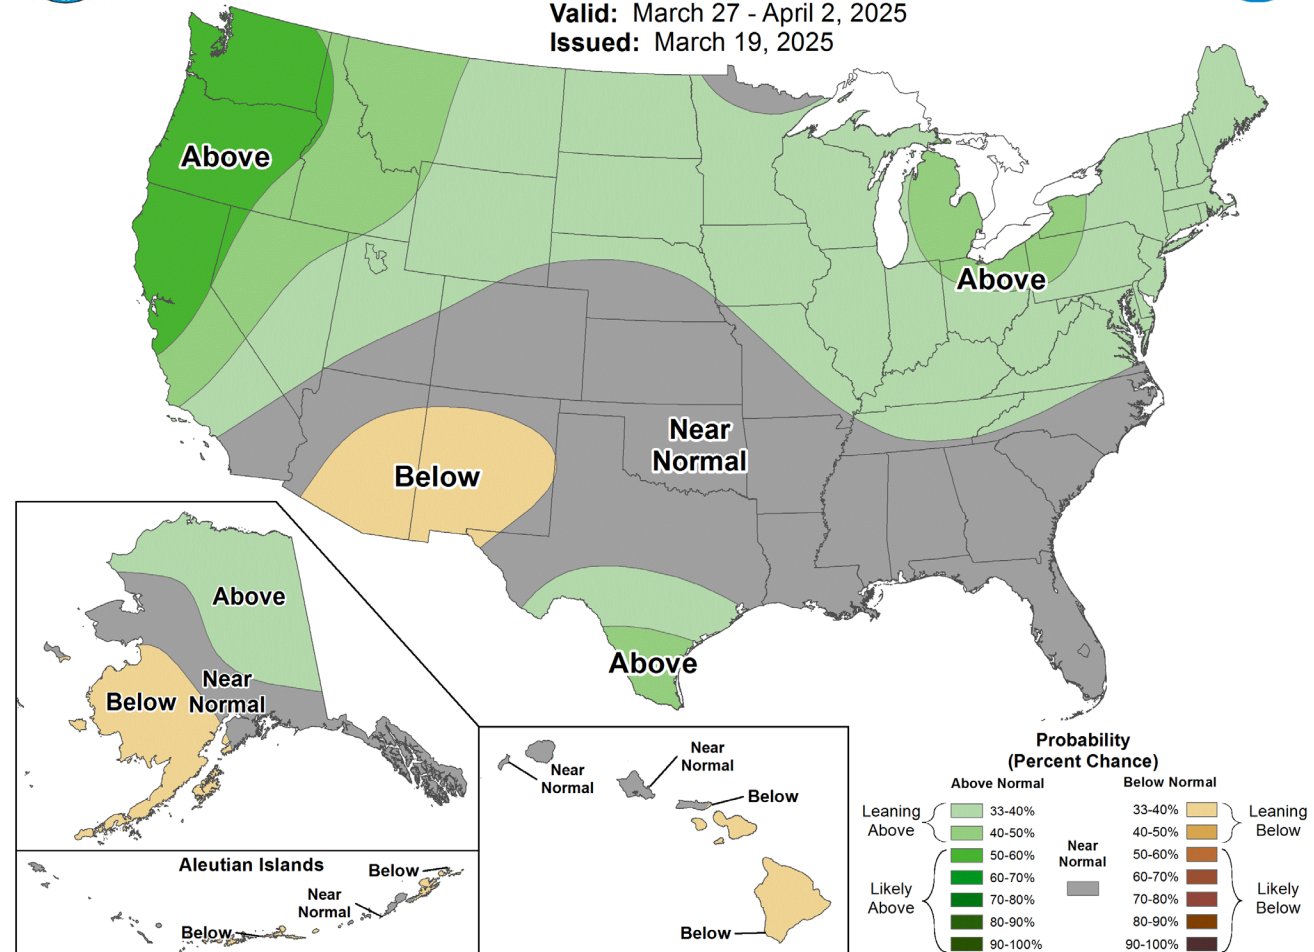 Valid: March 27 - April 2, 2025
Issued: March 19, 2025
Above
Above
Near
Normal
Below
Above
Above
Near
Below Normal
Near
Normal
Near
Normal
Below
Below
Aleutian Islands
Below
Near
Normal
Below
Probability
(Percent Chance)
Above Normal Below Normal
Leaning
Above
33-40%
40-50%
50-60%
60-70%
70-80%
80-90%
90-100%
Likely
Above
Near
Normal
33-40%
40-50%
50-60%
60-70%
70-80%
80-90%
90-100%
Leaning
Below
Likely
Below